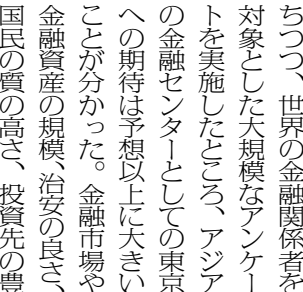 ちつつ、世界の金融関係者を
対象とした大規模なアンケー
トを実施したところ、アジア
の金融センターとしての東京
への期待は予想以上に大きい
ことが分かった。金融市場や
金融資産の規模、治安の良さ、
国民の質の高さ、投資先の豊